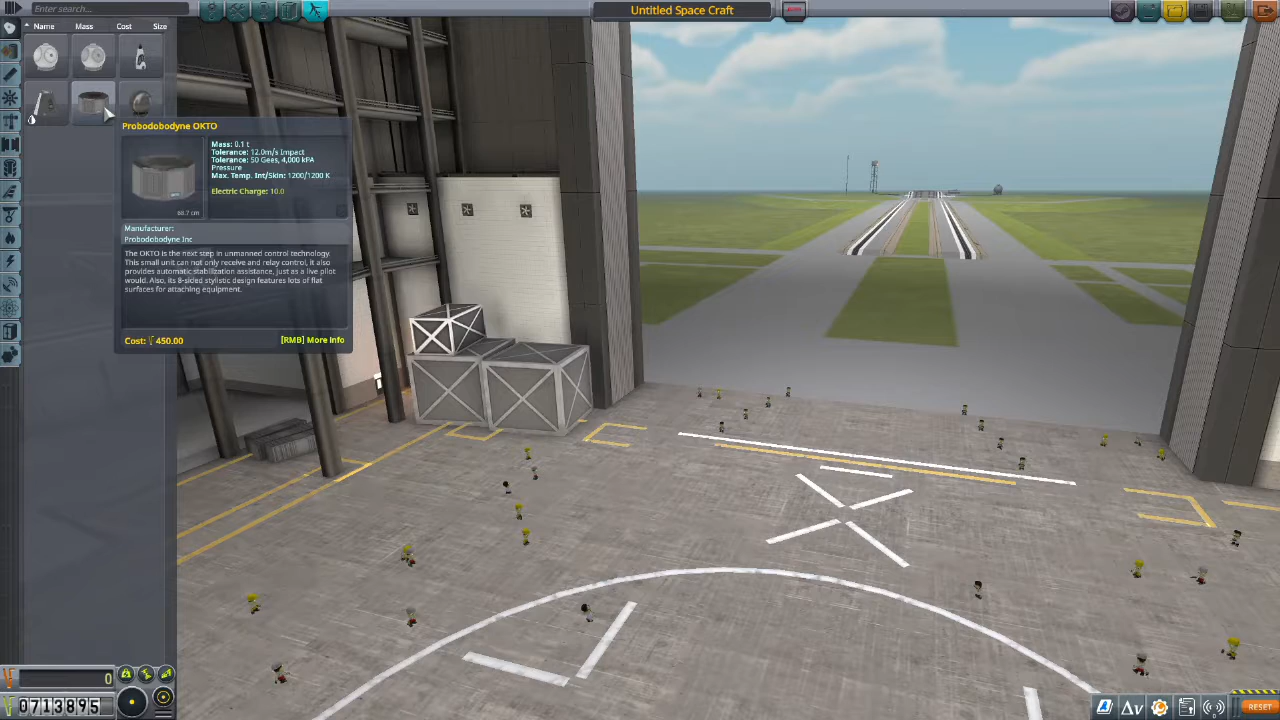 Enter search...
Untitled Space Craft
Name Mass Cost Size
Probodobodyne OKTO
Mass: 0.1 t
Tolerance: 12.0m/s Impact
Tolerance: 50 Gees, 4,000 kPA
Pressure
Max. Temp. Int/Skin: 1200/1200 K
Electric Charge: 10.0
98.7 cm
Manufacturer:
Probodobodyne Inc
The OKTO is the next step in unmanned control technology.
This small unit can not only receive and relay control, it also
provides automatic stabilization assistance, just as a live pilot
would. Also, its 8-sided stylistic design features lots of flat
surfaces for attaching equipment.
Cost: 450.00 [RMB] More Info
0
0713895
Δv
RESET